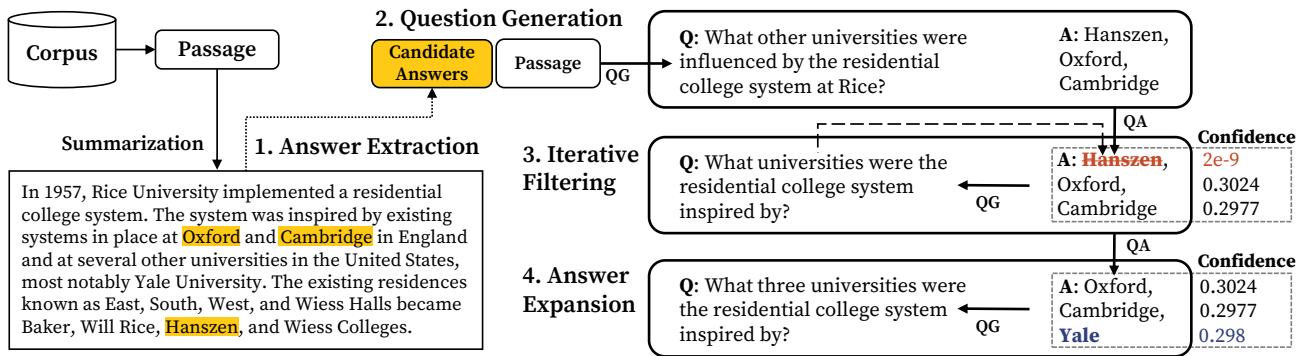 Corpus
Passage
Summarization
1. Answer Extraction
In 1957, Rice University implemented a residential
college system. The system was inspired by existing
systems in place at Oxford and Cambridge in England
and at several other universities in the United States,
most notably Yale University. The existing residences
known as East, South, West, and Wiess Halls became
Baker, Will Rice, Hanszen, and Wiess Colleges.
2. Question Generation
Candidate
Answers
Passage
QG
Q: What other universities were
influenced by the residential
college system at Rice?
A: Hanszen,
Oxford,
Cambridge
QA
3. Iterative
Filtering
Q: What universities were the
residential college system
inspired by?
QG
A: Hanszen,
Oxford,
Cambridge
Confidence
2e-9
0.3024
0.2977
QA
4. Answer
Expansion
Q: What three universities were
the residential college system
inspired by?
QG
A: Oxford,
Cambridge,
Yale
Confidence
0.3024
0.2977
0.298